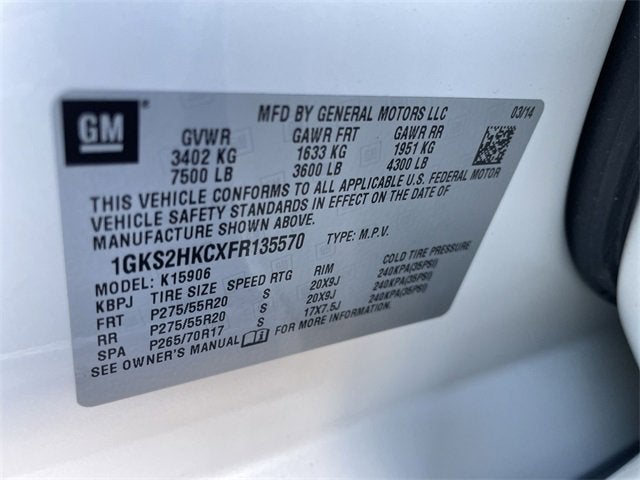 GM
MFD BY GENERAL MOTORS LLC 03/14
GVWR GAWR FRT GAWR RR
3402 KG 1633 KG 1951 KG
7500 LB 3600 LB 4300 LB
THIS VEHICLE CONFORMS TO ALL APPLICABLE U.S. FEDERAL MOTOR
VEHICLE SAFETY STANDARDS IN EFFECT ON THE DATE OF
MANUFACTURE SHOWN ABOVE.
1GKS2HKCXFR135570 TYPE: M.P.V.
MODEL: K15906
KBPJ TIRE SIZE SPEED RTG RIM COLD TIRE PRESSURE
FRT P275/55R20 S 20X9J 240KPA(35PSI)
RR P275/55R20 S 20X9J 240KPA(35PSI)
SPA P265/70R17 S 17X7.5J 240KPA(35PSI)
SEE OWNER'S MANUAL FOR MORE INFORMATION.